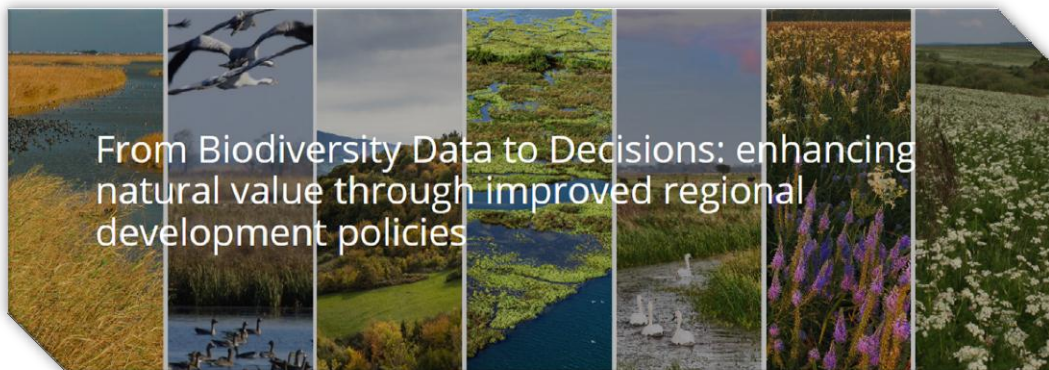 From Biodiversity Data to Decisions: enhancing
natural value through improved regional
development policies